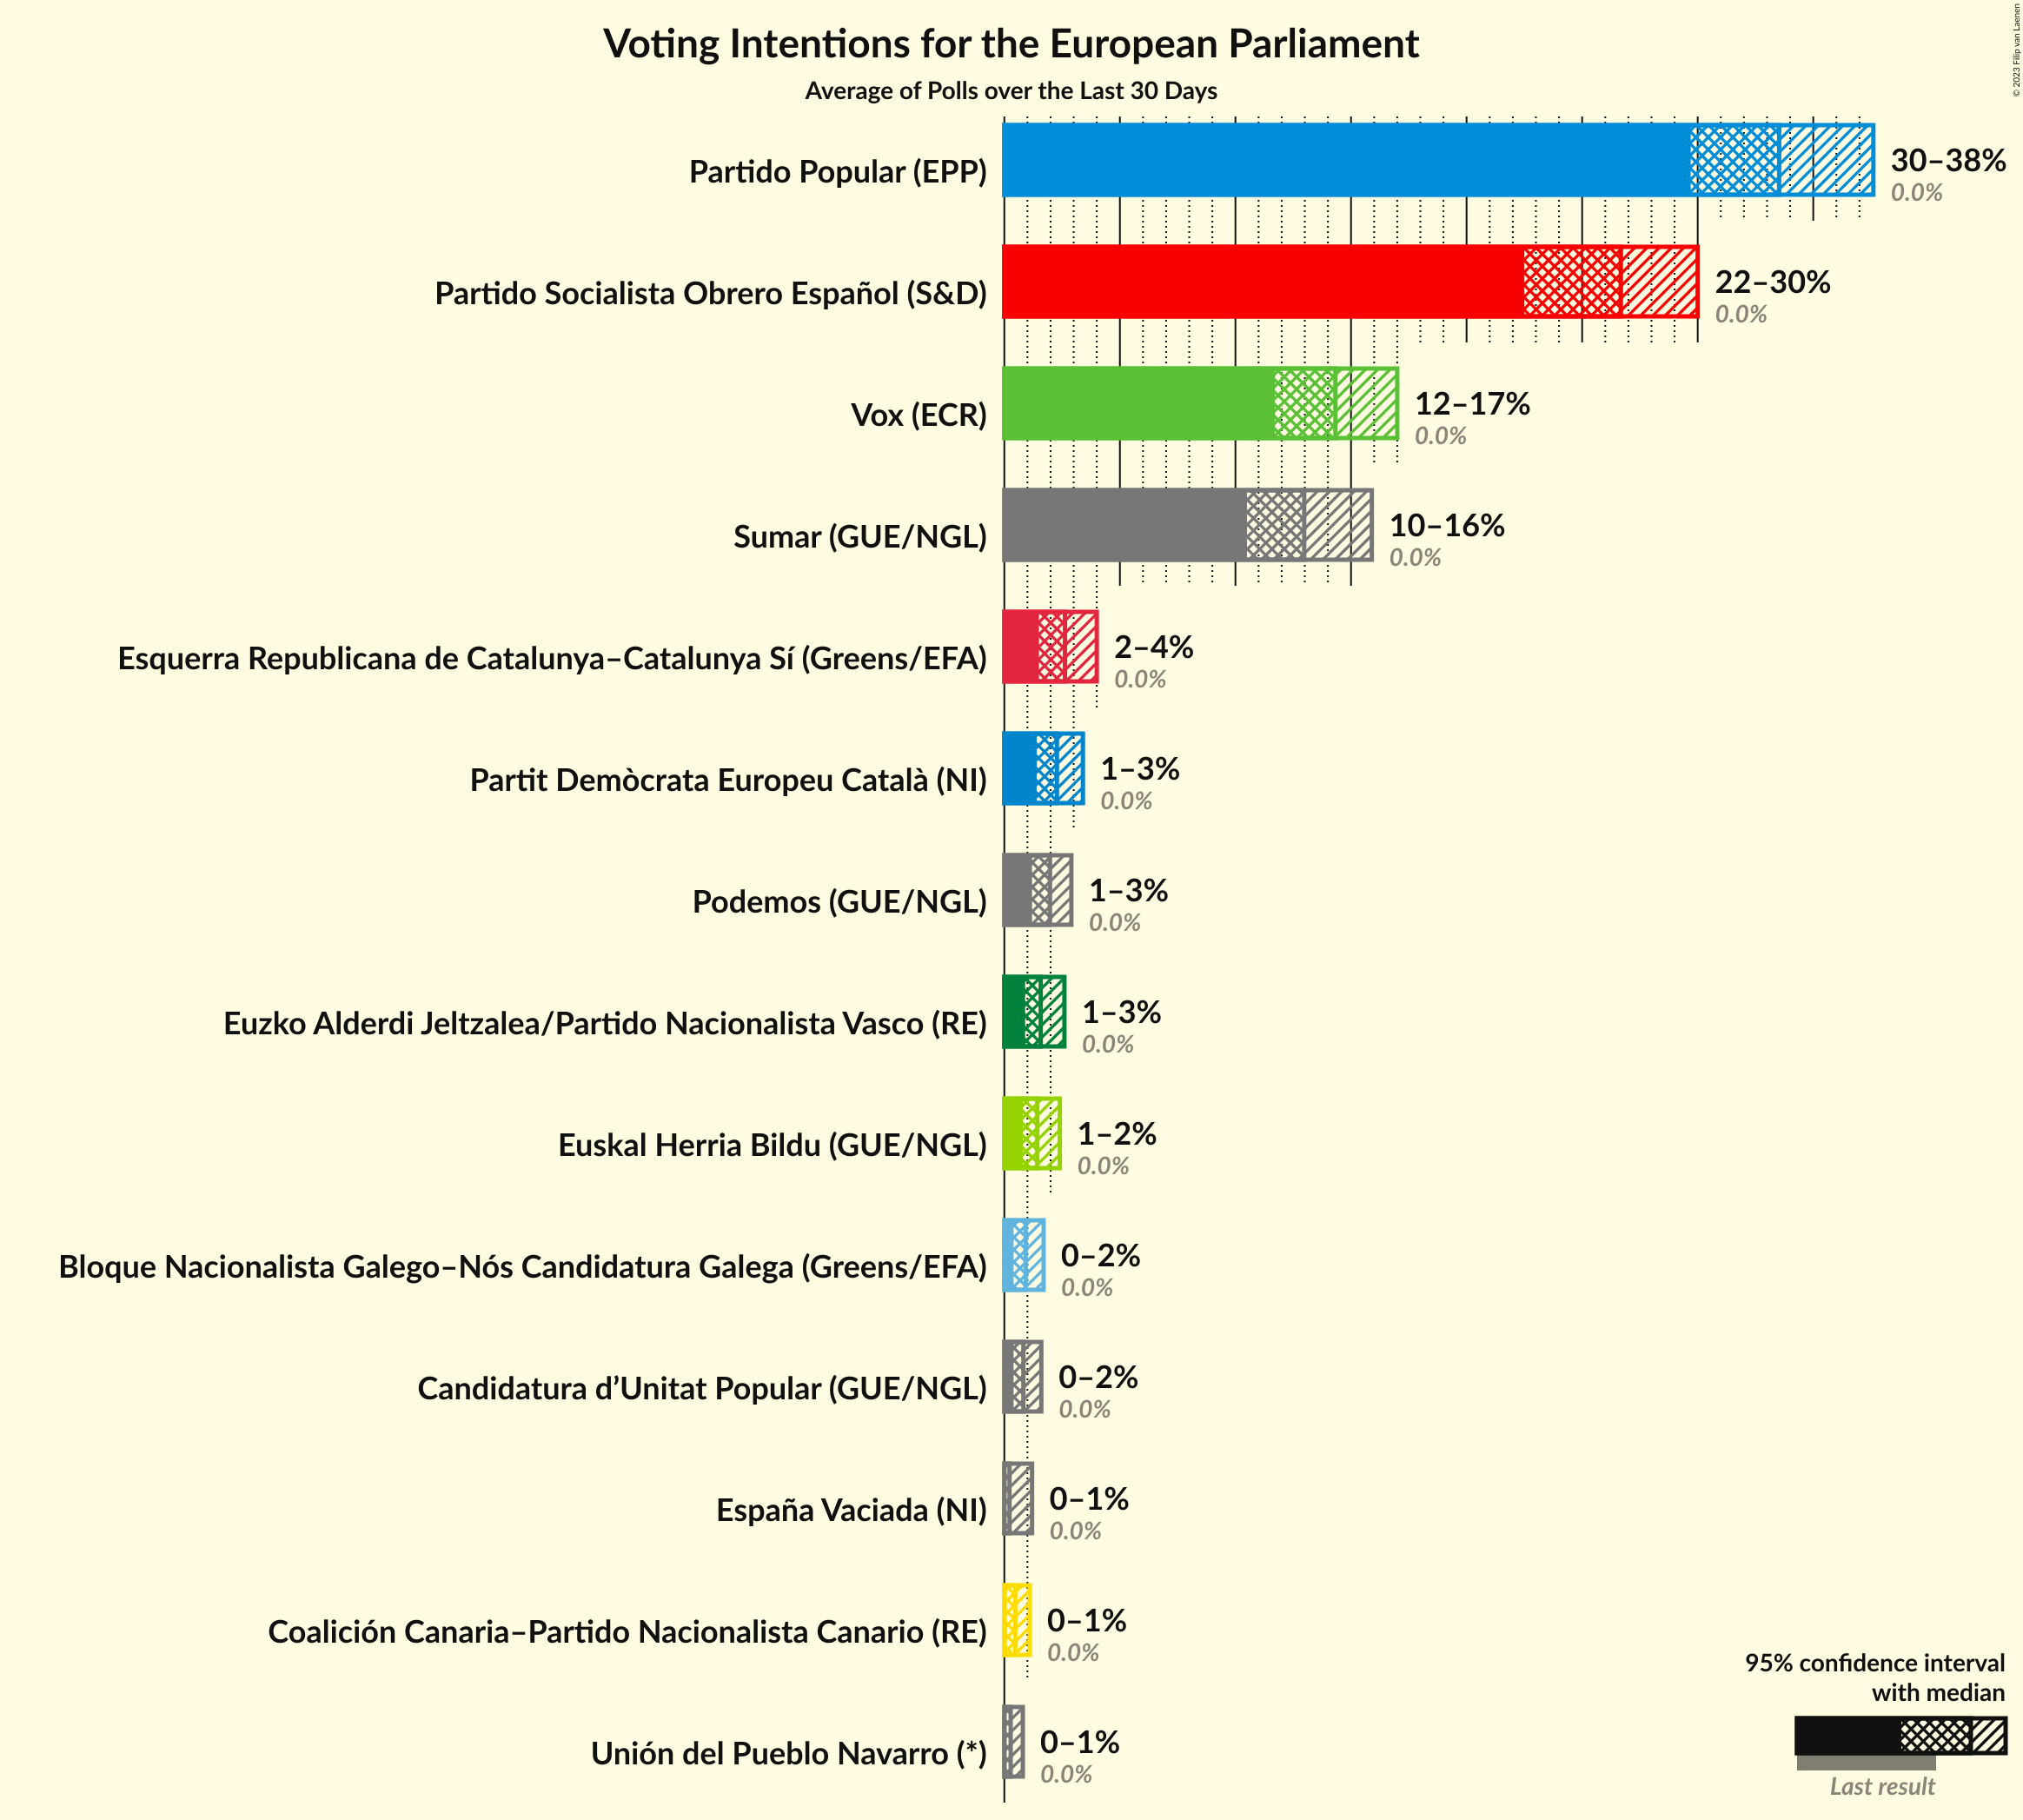 Voting Intentions for the European Parliament
Average of Polls over the Last 30 Days
© 2023 Filip van Laenen
Partido Popular (EPP)
30–38%
0.0%
Partido Socialista Obrero Español (S&D)
22–30%
0.0%
Vox (ECR)
12–17%
0.0%
Sumar (GUE/NGL)
10–16%
0.0%
Esquerra Republicana de Catalunya–Catalunya Sí (Greens/EFA)
2–4%
0.0%
Partit Demòcrata Europeu Català (NI)
1–3%
0.0%
Podemos (GUE/NGL)
1–3%
0.0%
Euzko Alderdi Jeltzalea/Partido Nacionalista Vasco (RE)
1–3%
0.0%
Euskal Herria Bildu (GUE/NGL)
1–2%
0.0%
Bloque Nacionalista Galego–Nós Candidatura Galega (Greens/EFA)
0–2%
0.0%
Candidatura d’Unitat Popular (GUE/NGL)
0–2%
0.0%
España Vaciada (NI)
0–1%
0.0%
Coalición Canaria–Partido Nacionalista Canario (RE)
0–1%
0.0%
Unión del Pueblo Navarro (*)
0–1%
0.0%
95% confidence interval
with median
Last result